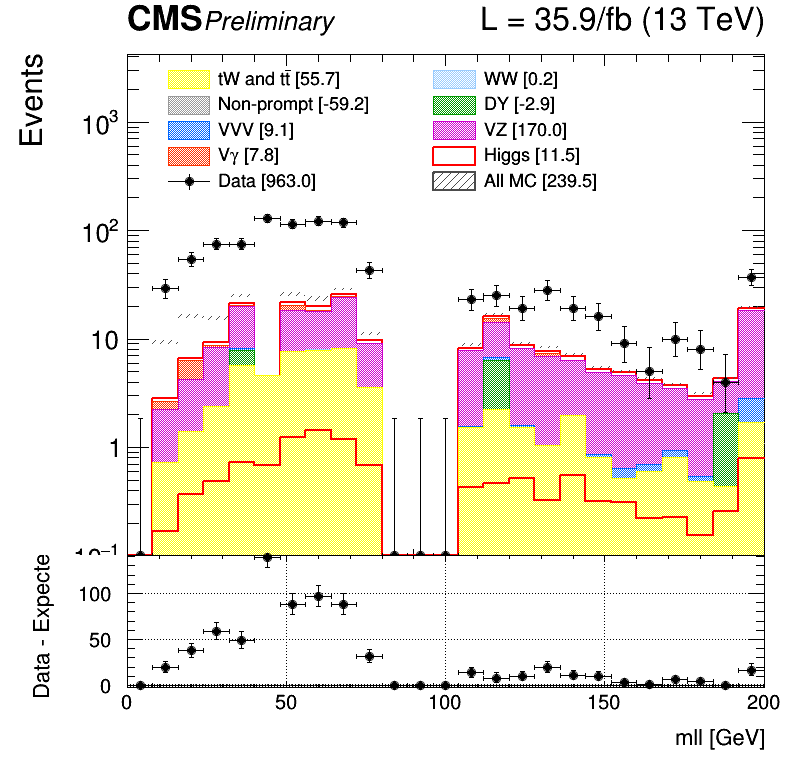 CMS Preliminary L = 35.9/fb (13 TeV)
Events
tW and tt̄ [55.7] WW [0.2]
Non-prompt [-59.2] DY [-2.9]
VVV [9.1] VZ [170.0]
Vγ [7.8] Higgs [11.5]
Data [963.0] All MC [239.5]
10³
10²
10
1
Data - Expecte
100
50
0
0 50 100 150 200
mll [GeV]